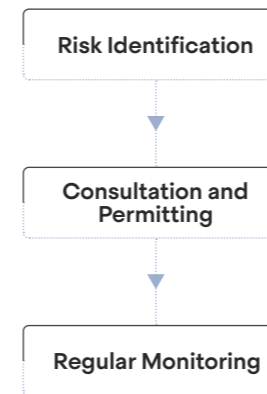 Risk Identification
Consultation and
Permitting
Regular Monitoring